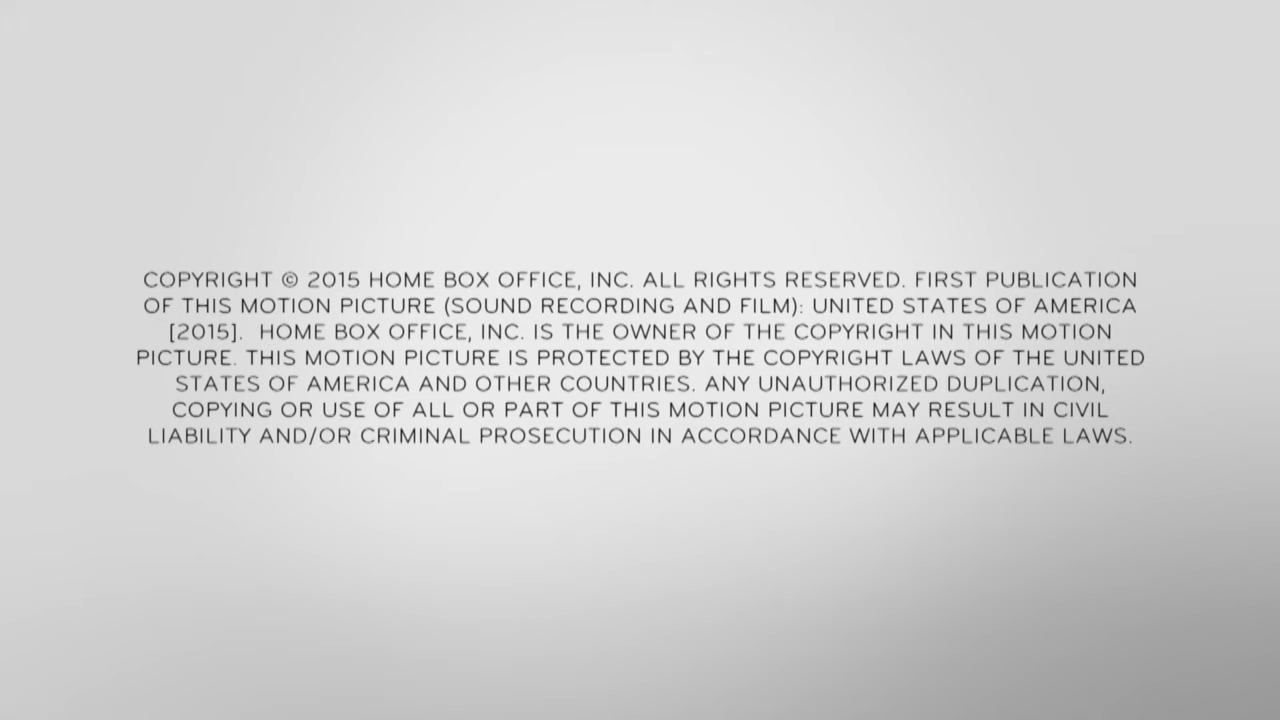 COPYRIGHT © 2015 HOME BOX OFFICE, INC. ALL RIGHTS RESERVED. FIRST PUBLICATION
OF THIS MOTION PICTURE (SOUND RECORDING AND FILM): UNITED STATES OF AMERICA
[2015].  HOME BOX OFFICE, INC. IS THE OWNER OF THE COPYRIGHT IN THIS MOTION
PICTURE. THIS MOTION PICTURE IS PROTECTED BY THE COPYRIGHT LAWS OF THE UNITED
STATES OF AMERICA AND OTHER COUNTRIES. ANY UNAUTHORIZED DUPLICATION,
COPYING OR USE OF ALL OR PART OF THIS MOTION PICTURE MAY RESULT IN CIVIL
LIABILITY AND/OR CRIMINAL PROSECUTION IN ACCORDANCE WITH APPLICABLE LAWS.